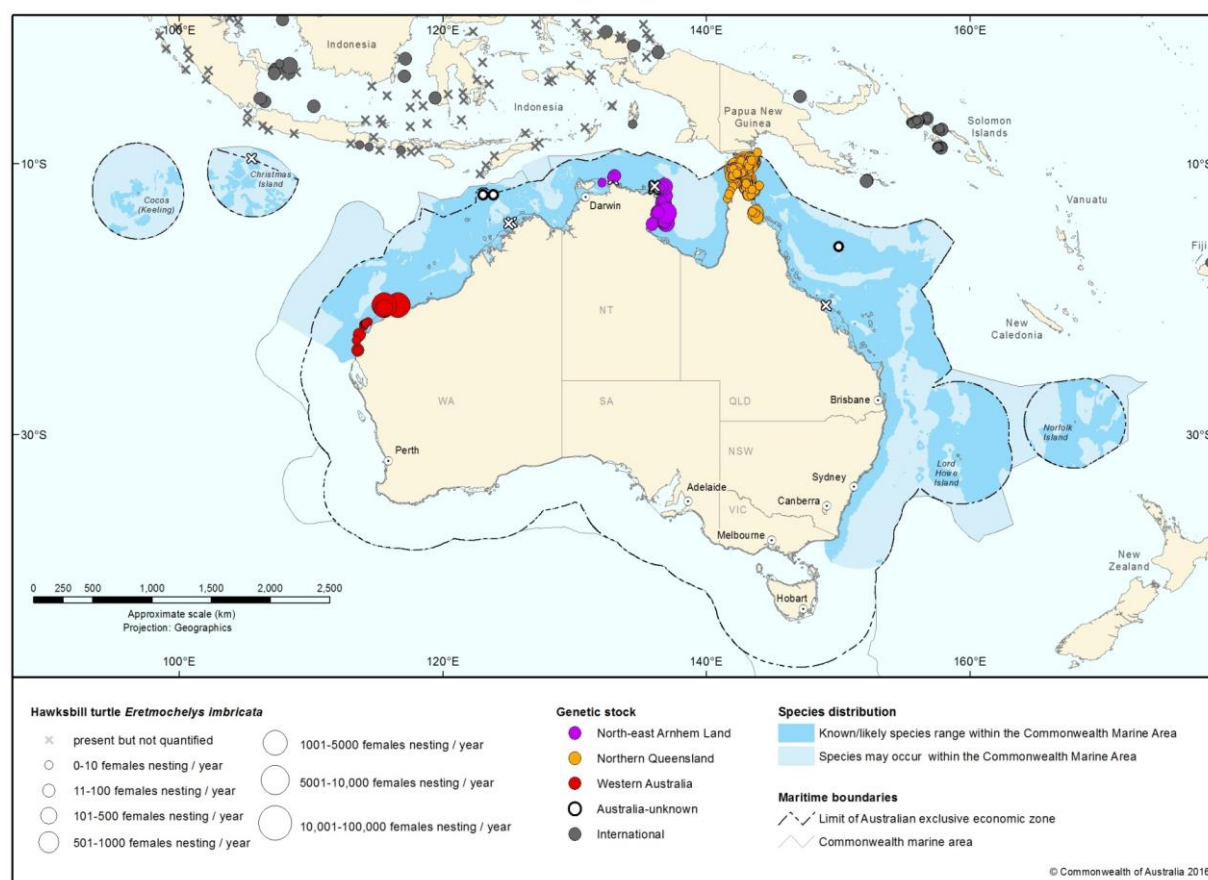 100°E
120°E
140°E
160°E
Indonesia
Indonesia
Papua New
Guinea
Solomon
Islands
10°S
10°S
Christmas
Island
Cocos
(Keeling)
Darwin
Vanuatu
Fiji
NT
New
Caledonia
WA
SA
QLD
Brisbane
30°S
30°S
Norfolk
Island
NSW
Lord
Howe
Island
Perth
Adelaide
Sydney
Canberra
VIC
Melbourne
New
Zealand
Hobart
0 250 500 1,000 1,500 2,000 2,500
Approximate scale (km)
Projection: Geographics
100°E
120°E
140°E
160°E
Hawksbill turtle Eretmochelys imbricata
present but not quantified
0-10 females nesting / year
11-100 females nesting / year
101-500 females nesting / year
501-1000 females nesting / year
1001-5000 females nesting / year
5001-10,000 females nesting / year
10,001-100,000 females nesting / year
Genetic stock
North-east Arnhem Land
Northern Queensland
Western Australia
Australia-unknown
International
Species distribution
Known/likely species range within the Commonwealth Marine Area
Species may occur within the Commonwealth Marine Area
Maritime boundaries
Limit of Australian exclusive economic zone
Commonwealth marine area
© Commonwealth of Australia 2016